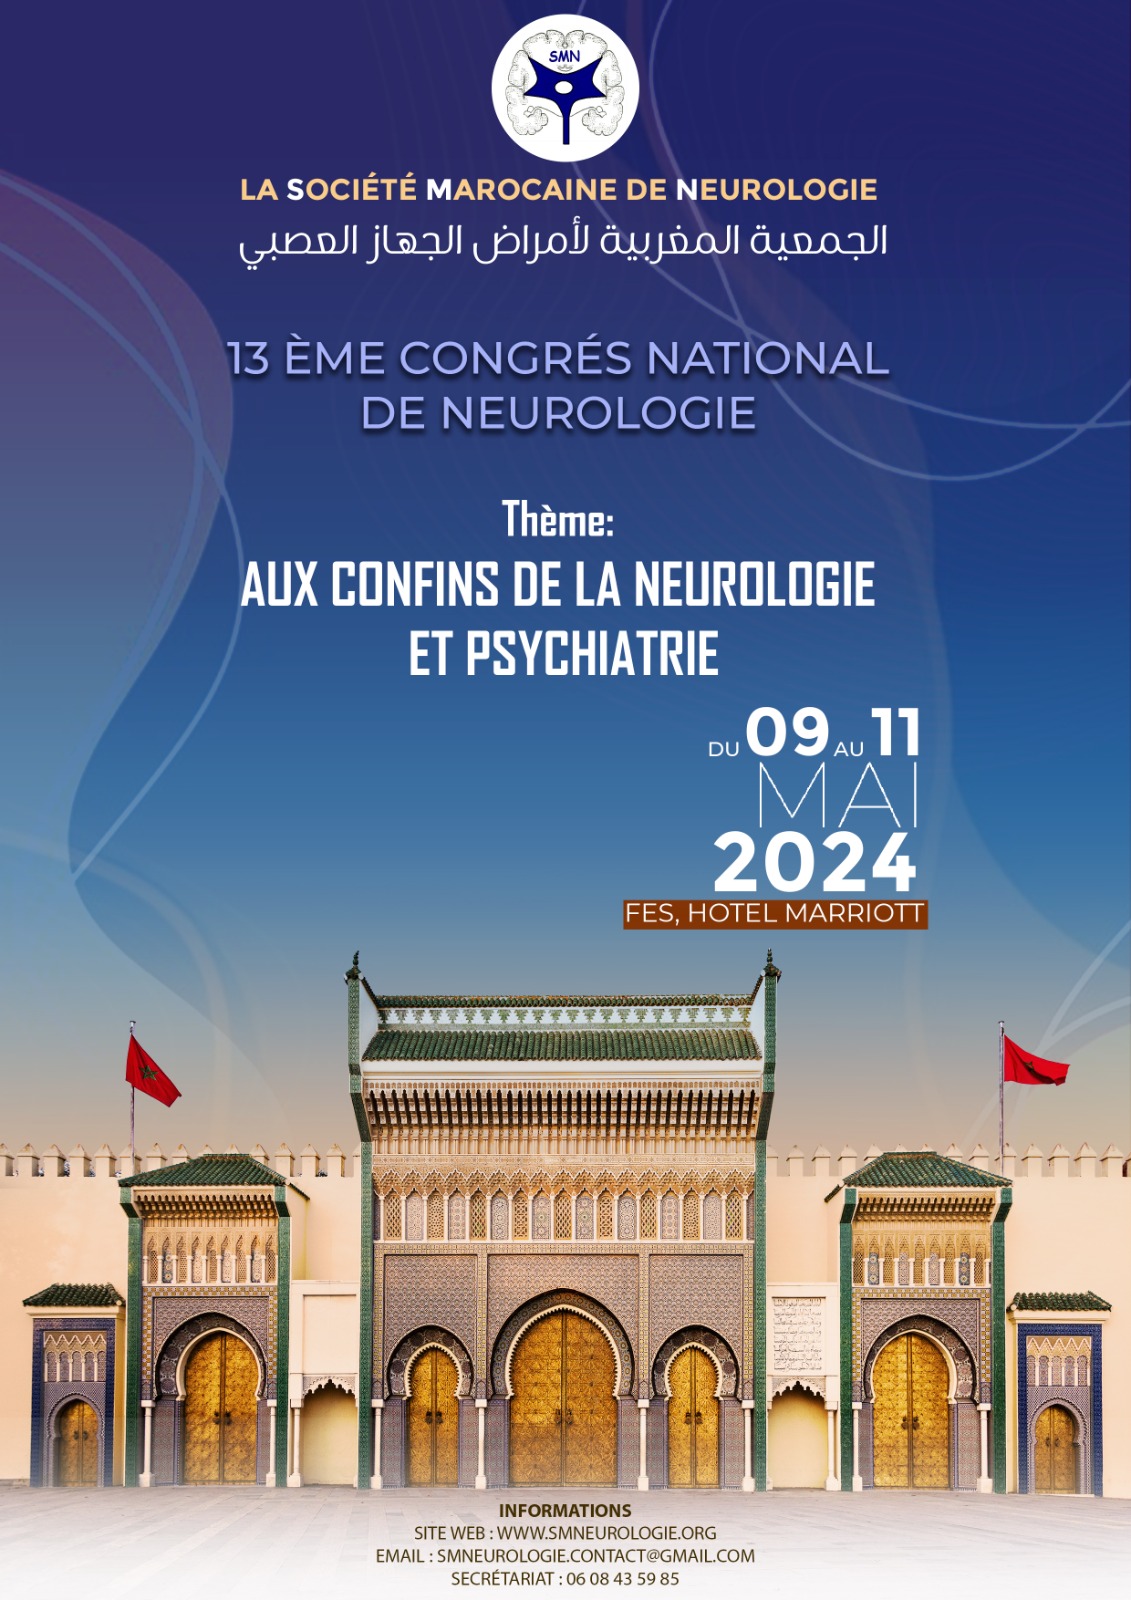 SMN
LA SOCIÉTÉ MAROCAINE DE NEUROLOGIE
الجمعية المغربية لأمراض الجهاز العصبي
13 ÈME CONGRÉS NATIONAL
DE NEUROLOGIE
Thème:
AUX CONFINS DE LA NEUROLOGIE
ET PSYCHIATRIE
DU 09 AU 11
MAI
2024
FES, HOTEL MARRIOTT
INFORMATIONS
SITE WEB : WWW.SMNEUROLOGIE.ORG
EMAIL : SMNEUROLOGIE.CONTACT@GMAIL.COM
SECRÉTARIAT : 06 08 43 59 85